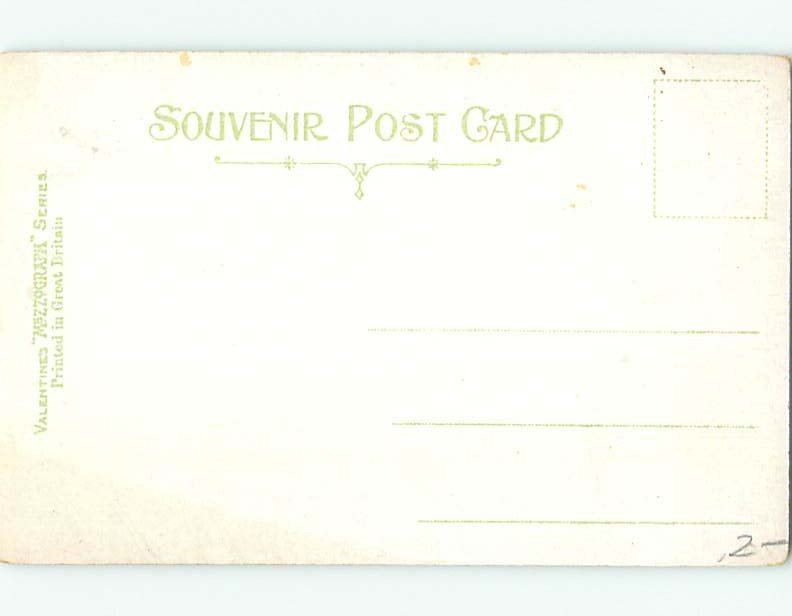 SOUVENIR POST CARD
VALENTINES "MEZZOGRAPH" SERIES.
Printed in Great Britain
,2-